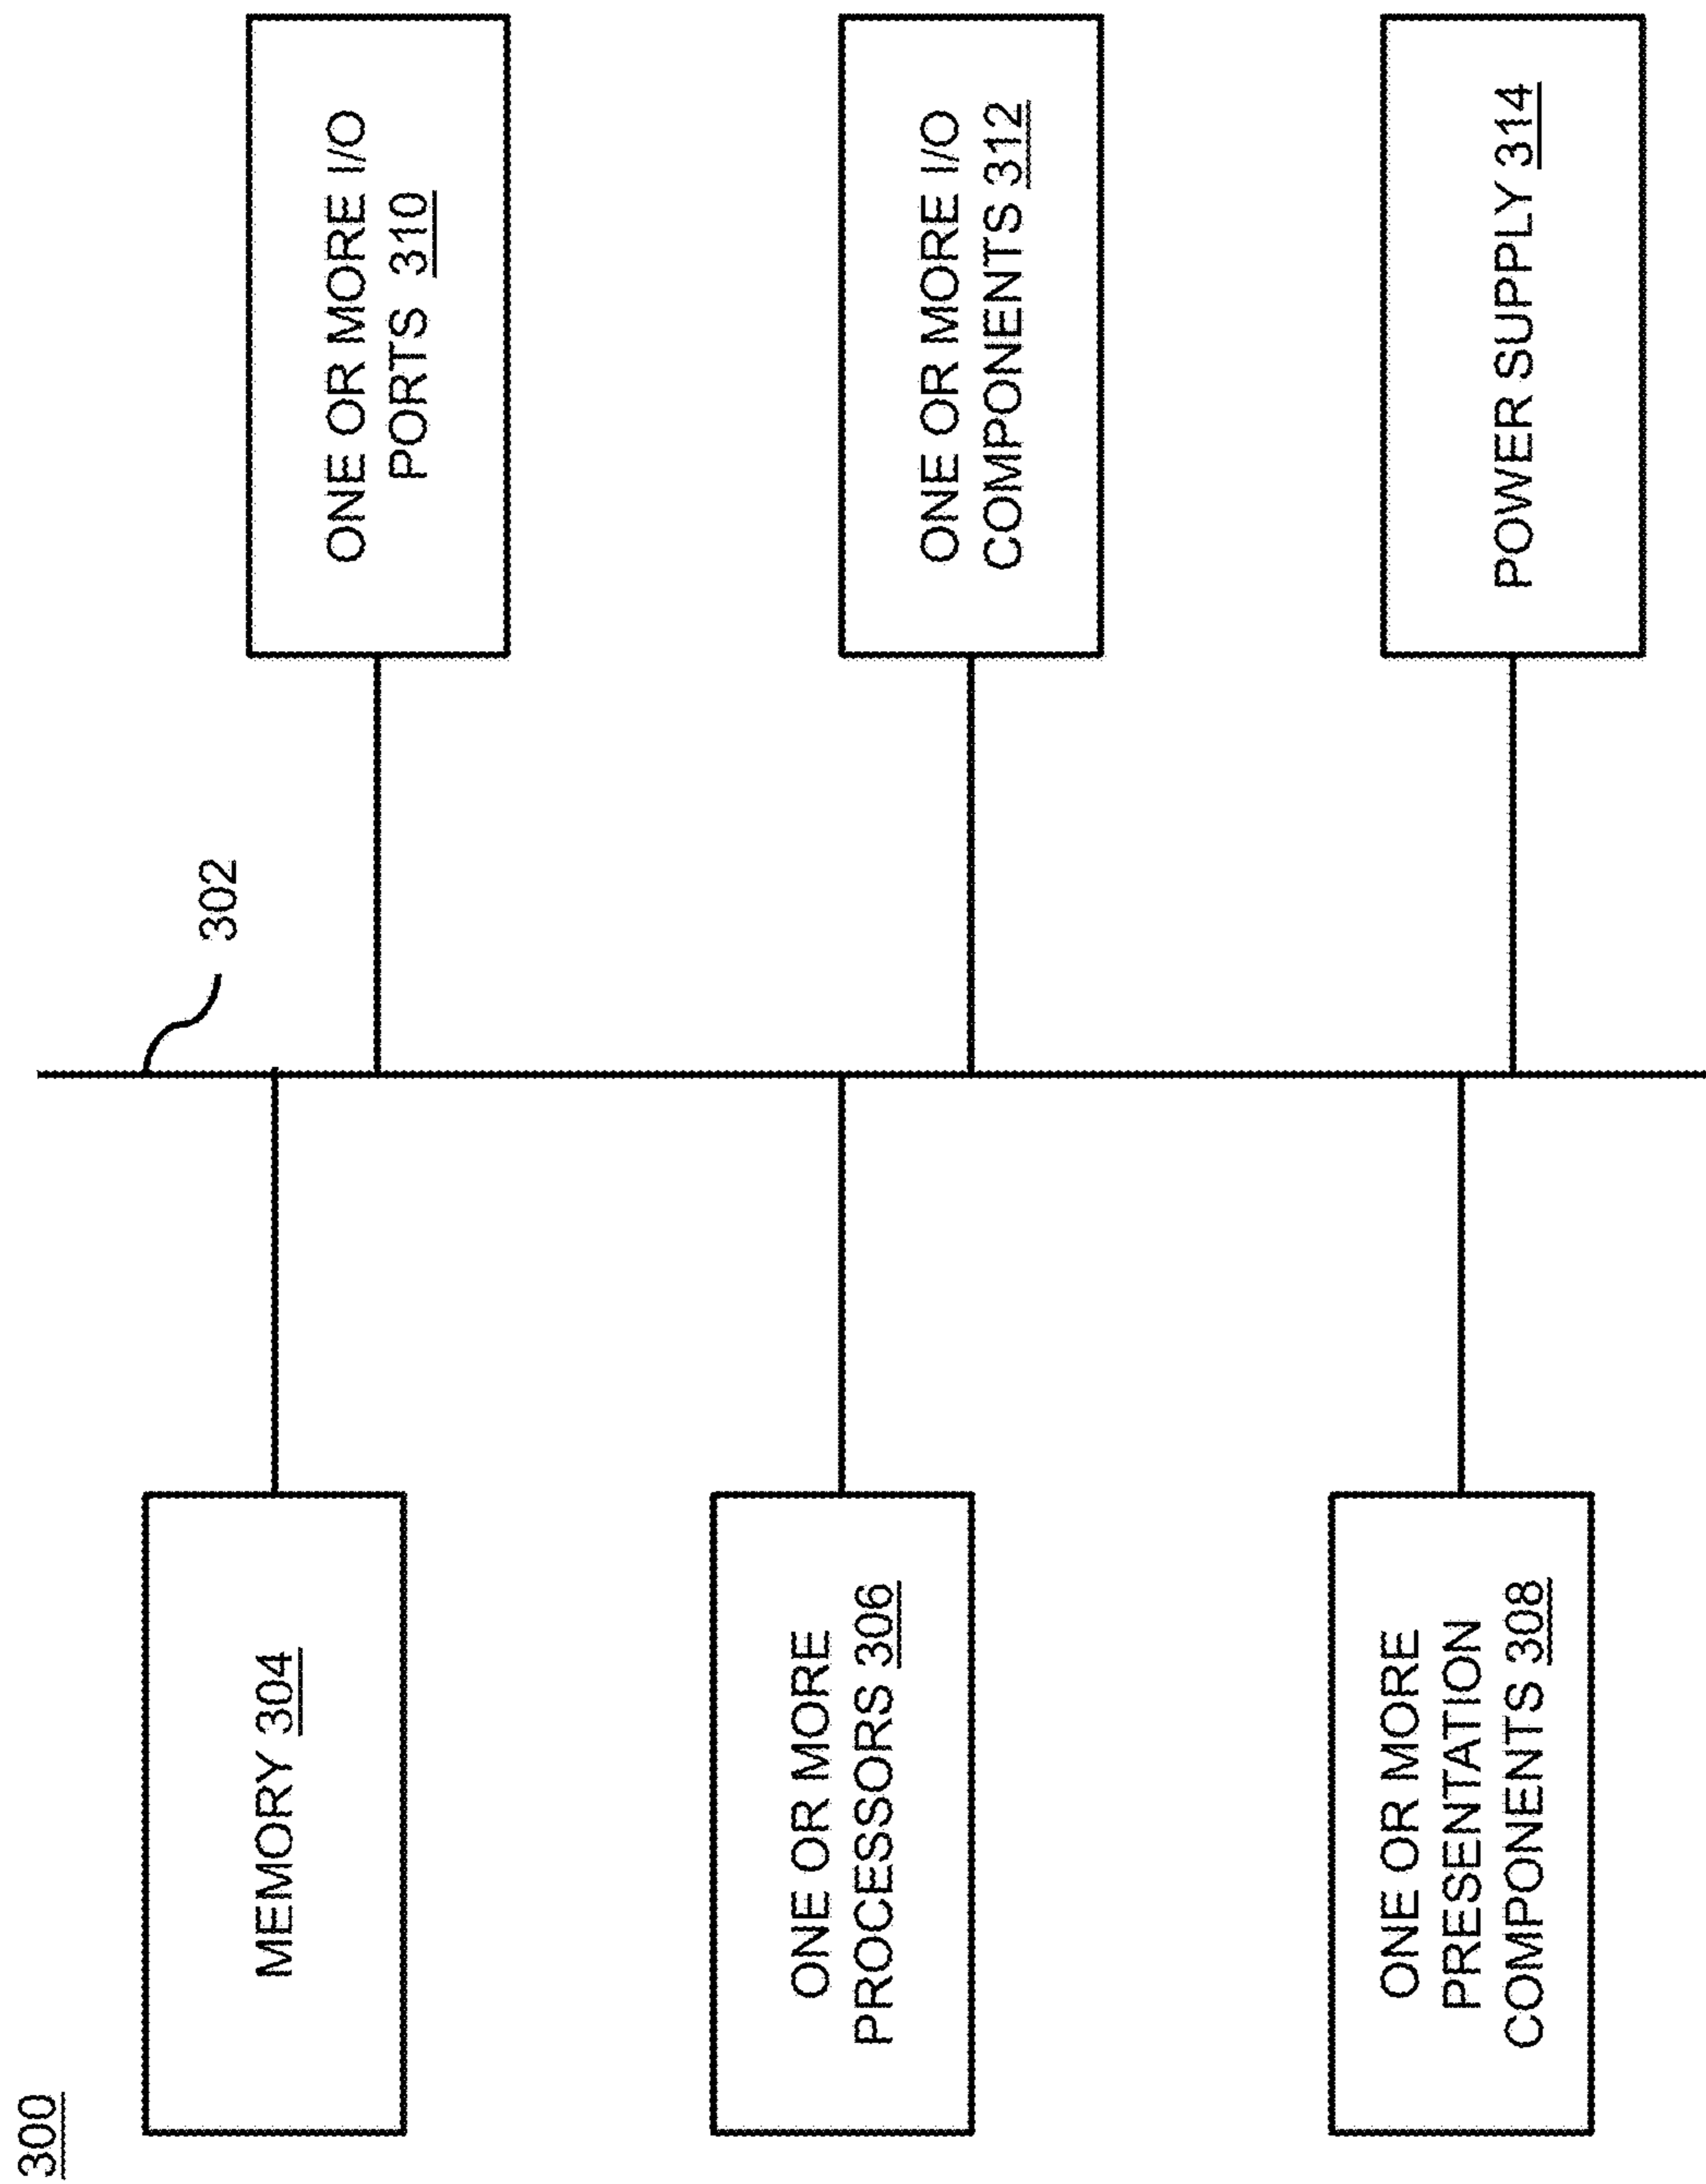 300
302
MEMORY 304
ONE OR MORE
PROCESSORS 306
ONE OR MORE
PRESENTATION
COMPONENTS 308
ONE OR MORE I/O
PORTS 310
ONE OR MORE I/O
COMPONENTS 312
POWER SUPPLY 314